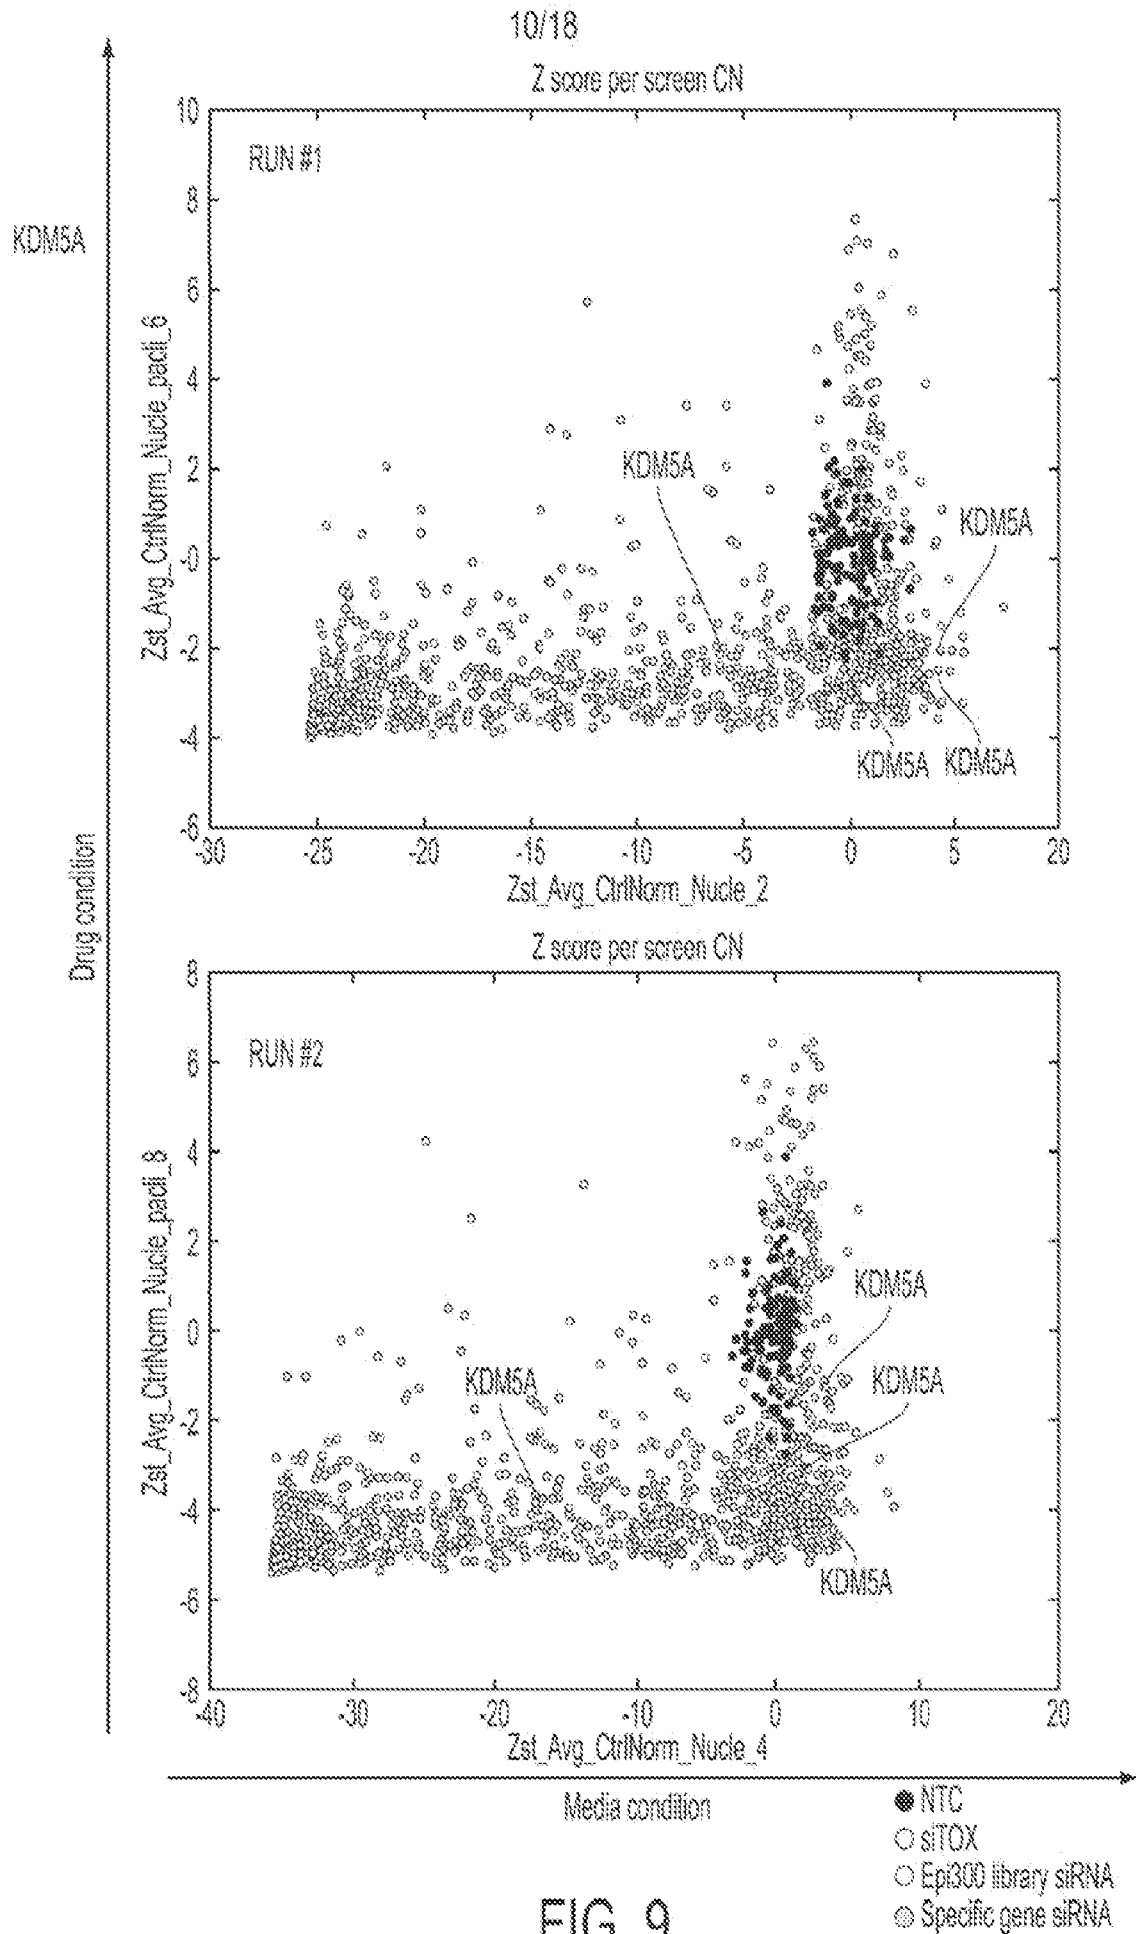 10/18
KDM5A
Drug condition
Z score per screen CN
RUN #1
Zst_Avg_CtrlNorm_Nucle_pacli_6
10
8
6
4
2
-0
-2
-4
-6
KDM5A
KDM5A
KDM5A
KDM5A
-30
-25
-20
-15
-10
-5
0
5
20
Zst_Avg_CtrlNorm_Nucle_2
Z score per screen CN
RUN #2
Zst_Avg_CtrlNorm_Nucle_pacli_8
8
6
4
2
0
-2
-4
-6
-8
KDM5A
KDM5A
KDM5A
KDM5A
-40
-30
-20
-10
0
10
20
Zst_Avg_CtrlNorm_Nucle_4
Media condition
NTC
siTOX
Epi300 library siRNA
Specific gene siRNA
FIG. 9